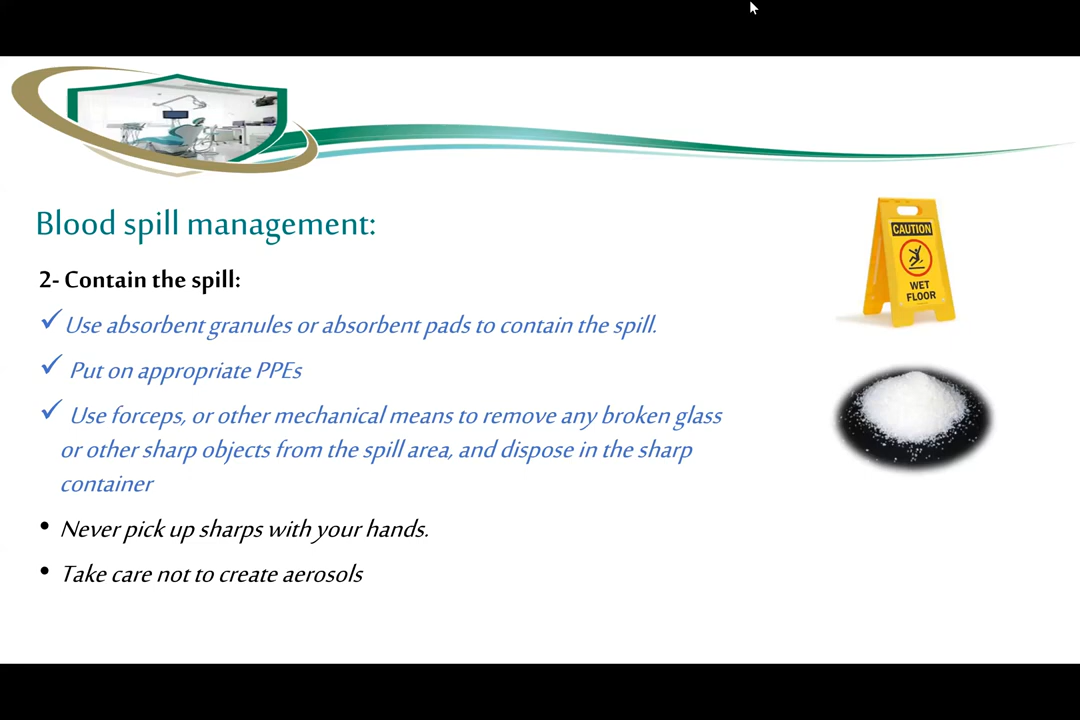 Blood spill management:
2- Contain the spill:
✓Use absorbent granules or absorbent pads to contain the spill.
✓ Put on appropriate PPEs
✓ Use forceps, or other mechanical means to remove any broken glass
or other sharp objects from the spill area, and dispose in the sharp
container
• Never pick up sharps with your hands.
• Take care not to create aerosols
CAUTION
WET
FLOOR